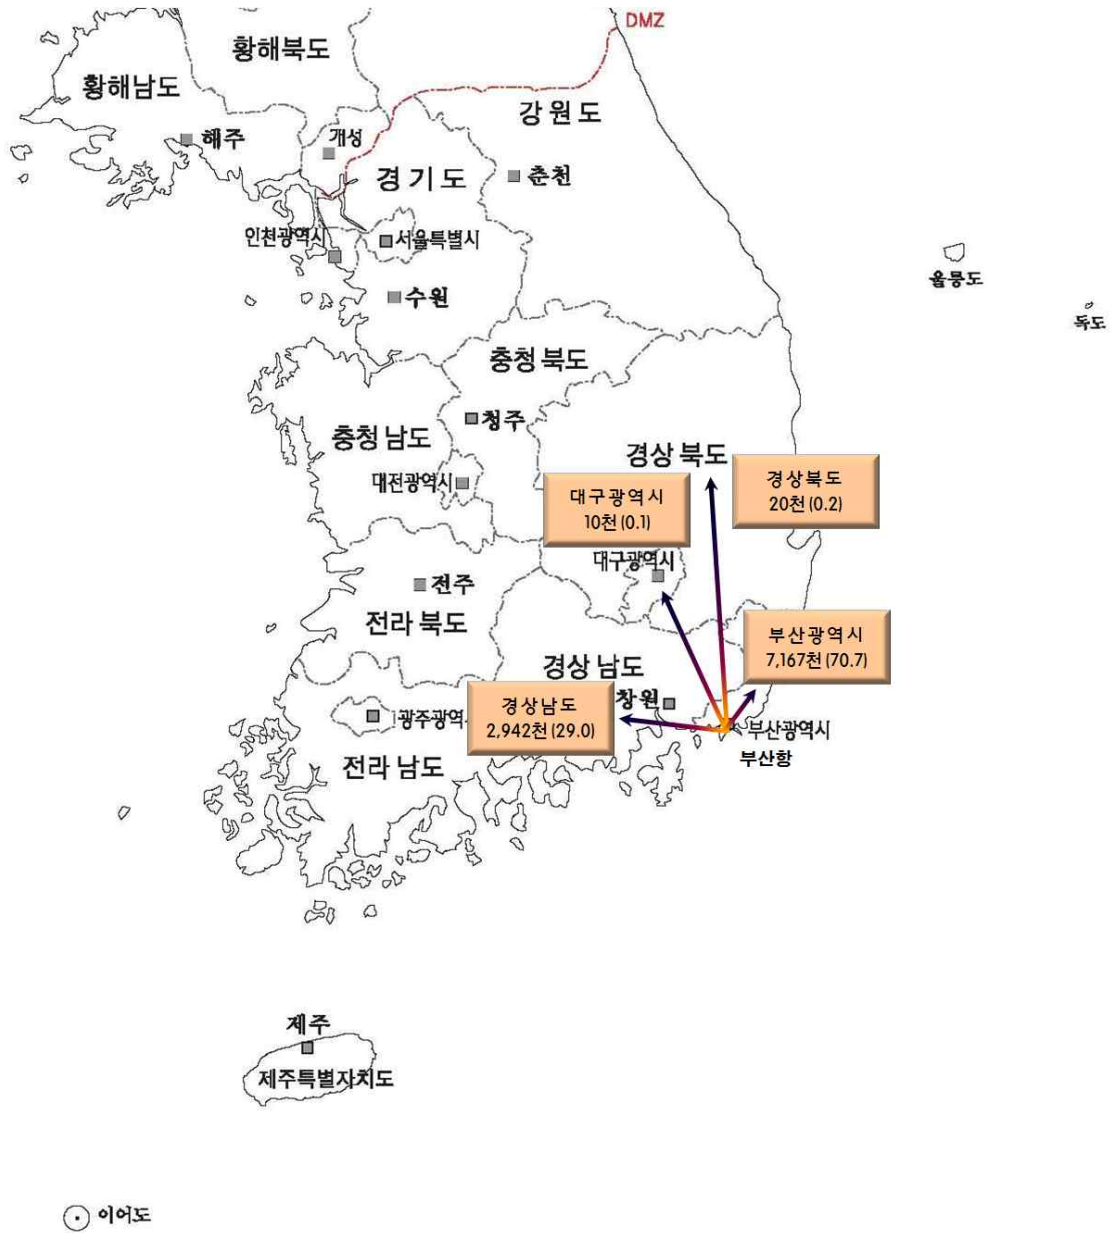 DMZ
황해북도
황해남도
강원도
해주
개성
경기도
춘천
인천광역시
서울특별시
울릉도
수원
독도
충청북도
청주
충청남도
경상북도
대전광역시
경상북도
20천(0.2)
대구광역시
10천(0.1)
대구광역시
전주
전라북도
부산광역시
7,167천(70.7)
경상남도
창원
경상남도
2,942천(29.0)
광주광역
부산광역시
부산항
전라남도
제주
제주특별자치도
이어도